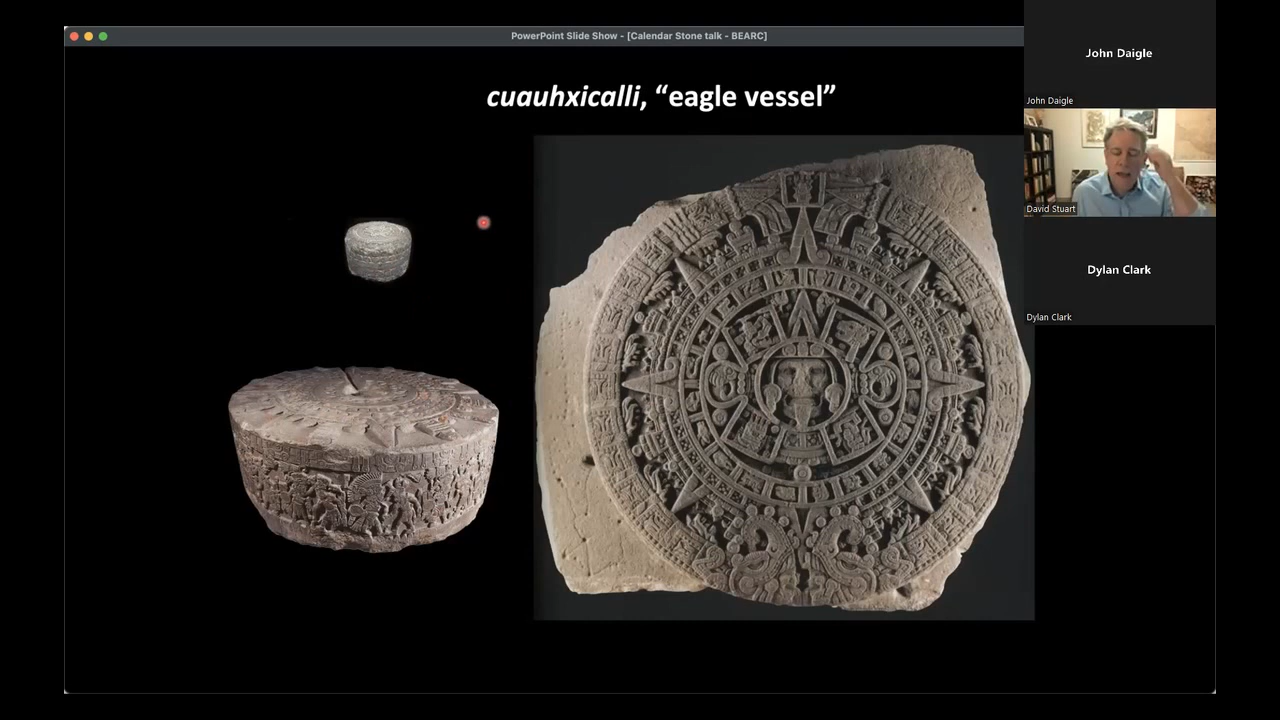 PowerPoint Slide Show - [Calendar Stone talk - BEARC]
cuauhxicalli, “eagle vessel”
John Daigle
John Daigle
David Stuart
Dylan Clark
Dylan Clark